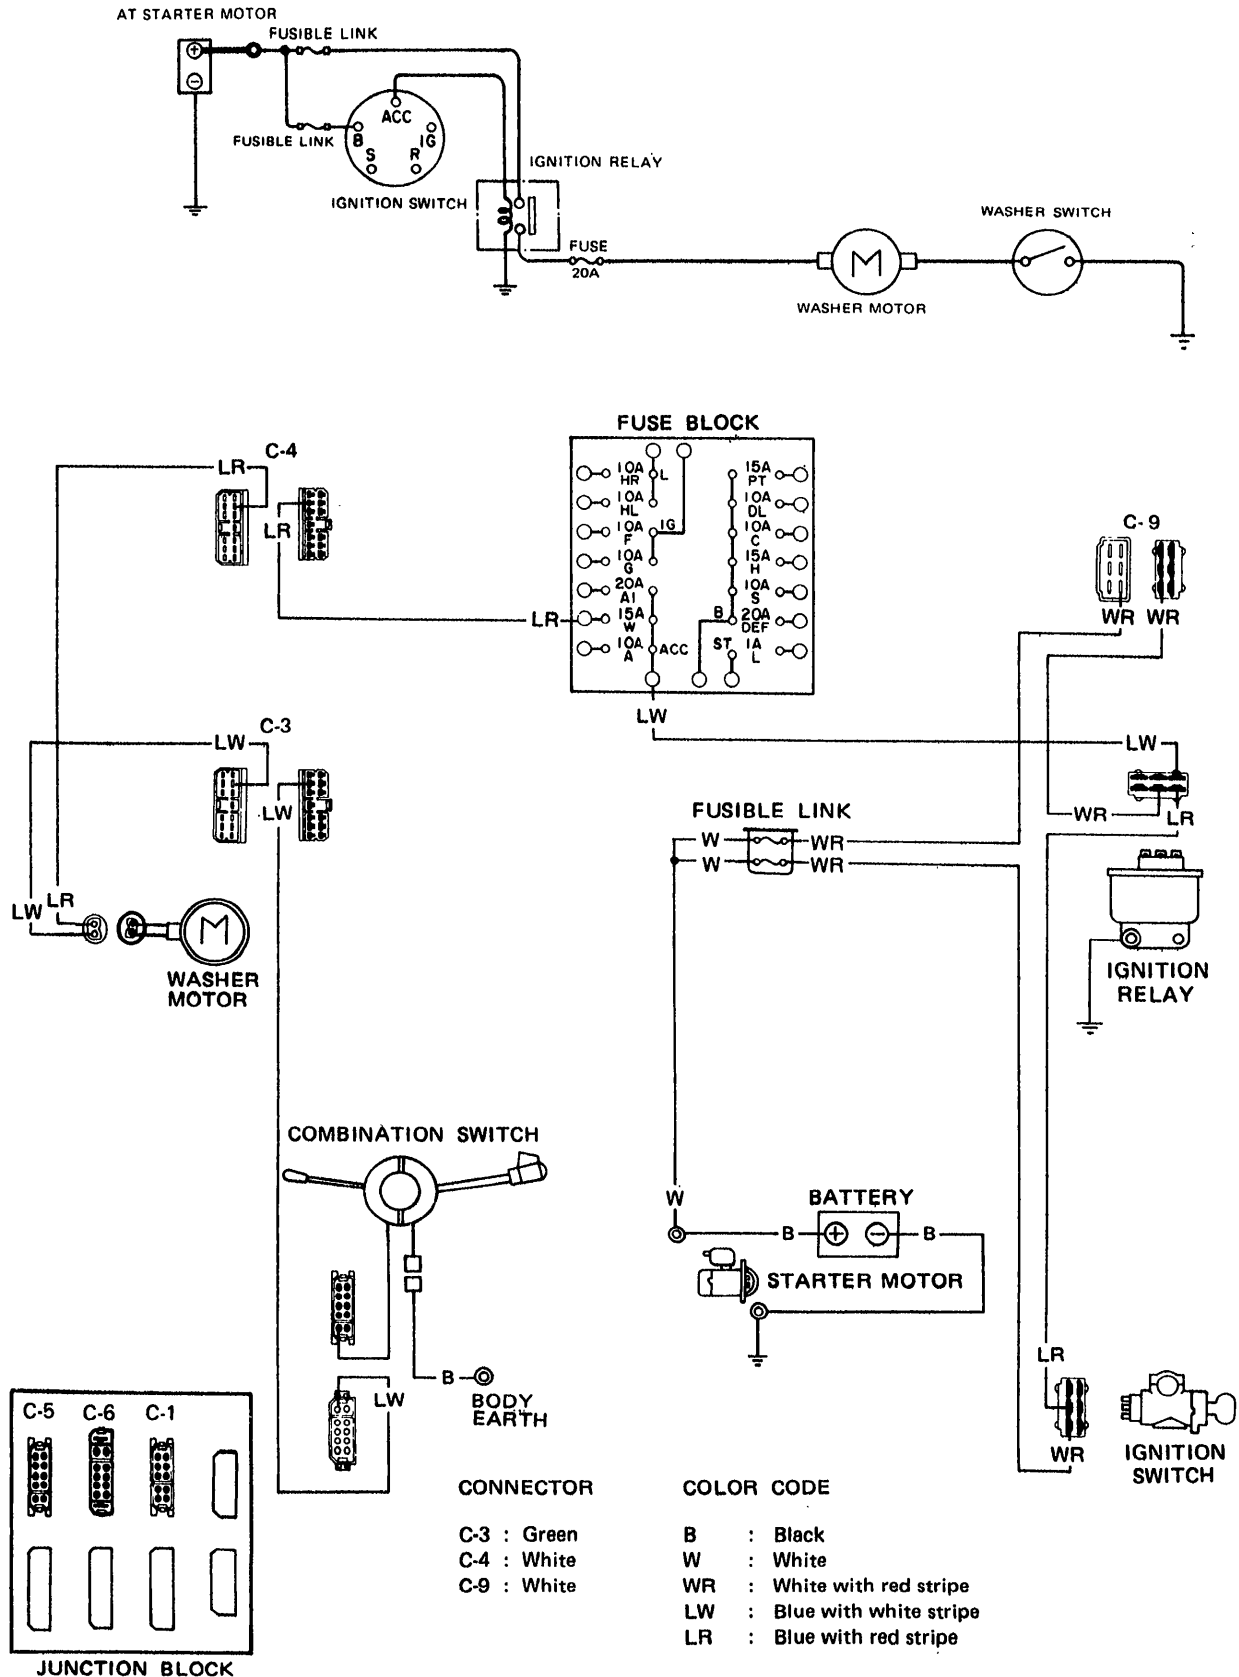 AT STARTER MOTOR
FUSIBLE LINK
ACC
FUSIBLE LINK
B
IG
S
R
IGNITION SWITCH
IGNITION RELAY
FUSE
20A
M
WASHER MOTOR
WASHER SWITCH
FUSE BLOCK
C-4
LR
LR
LR
10A
HR
L
10A
HL
10A
F
IG
10A
G
20A
A1
15A
W
10A
A
ACC
15A
PT
10A
DL
10A
C
15A
H
10A
S
B
20A
DEF
ST
1A
L
LW
C-9
WR
WR
C-3
LW
LW
LW
WR
LR
FUSIBLE LINK
W
WR
W
WR
LR
LW
M
WASHER
MOTOR
IGNITION
RELAY
COMBINATION SWITCH
W
BATTERY
B
B
STARTER MOTOR
B
BODY
EARTH
LW
LR
WR
IGNITION
SWITCH
C-5
C-6
C-1
JUNCTION BLOCK
CONNECTOR
C-3 : Green
C-4 : White
C-9 : White
COLOR CODE
B : Black
W : White
WR : White with red stripe
LW : Blue with white stripe
LR : Blue with red stripe